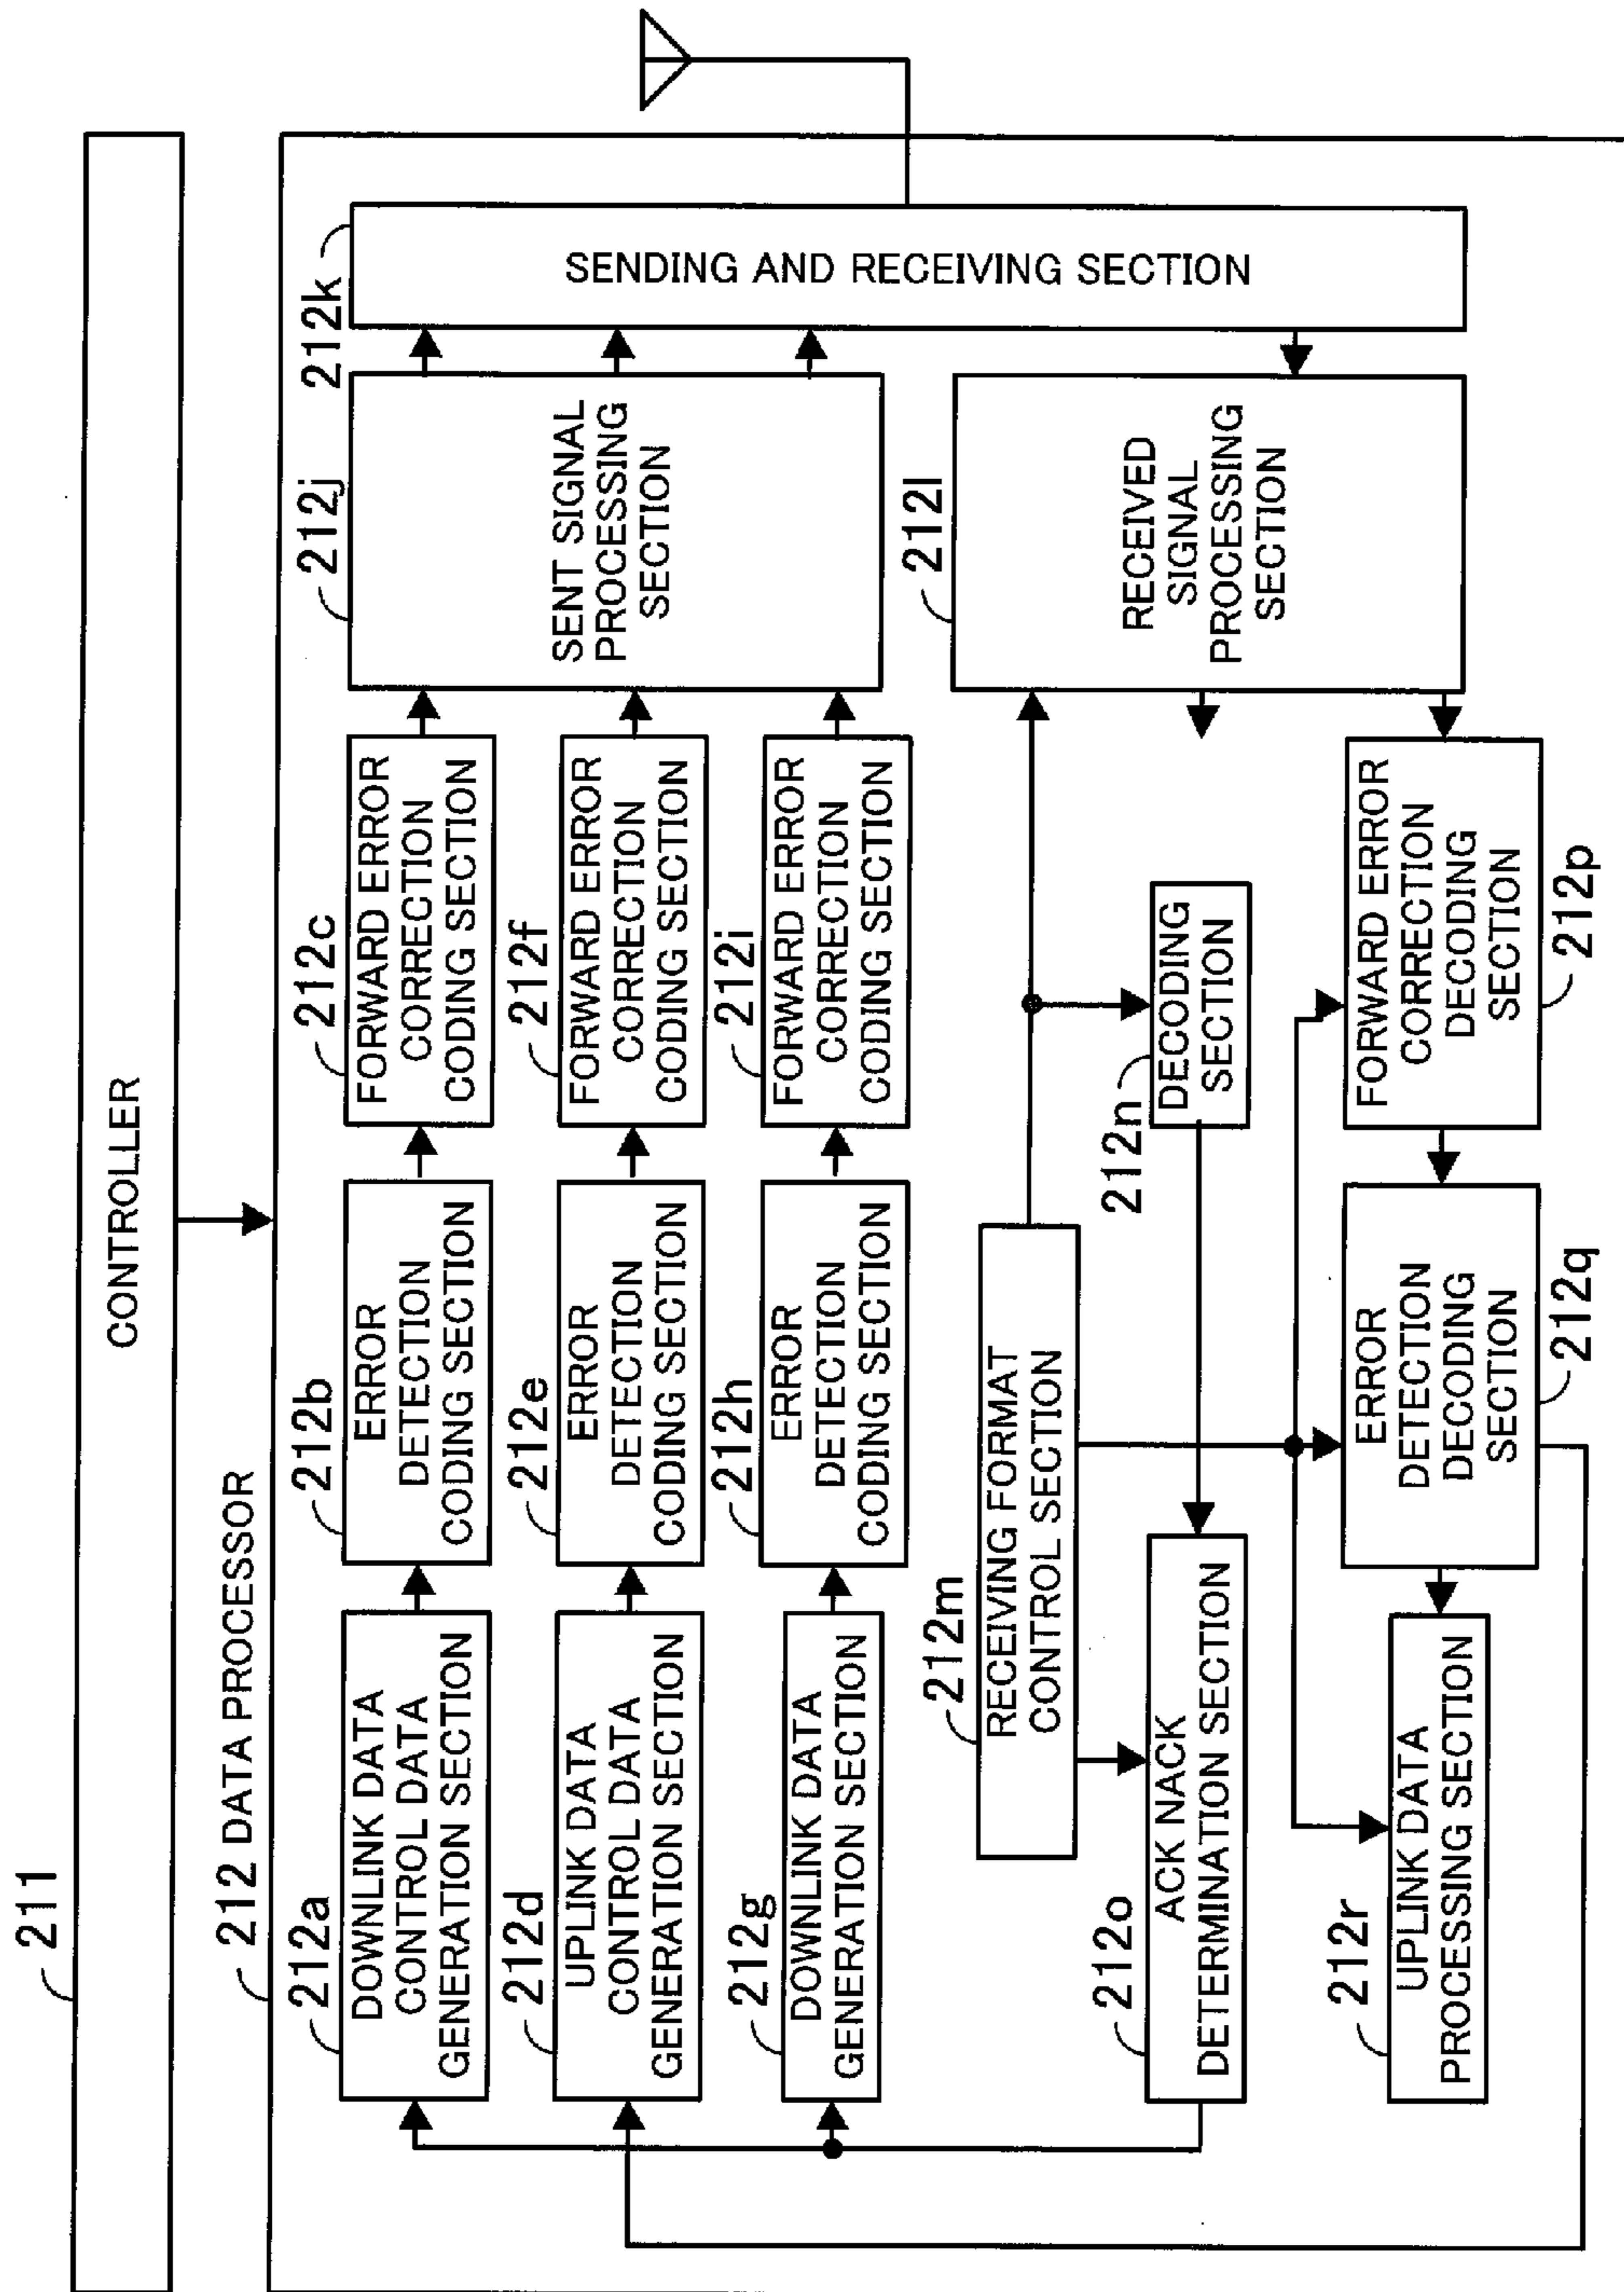 211
CONTROLLER
212 DATA PROCESSOR
212a
DOWNLINK DATA
CONTROL DATA
GENERATION SECTION
212b
ERROR
DETECTION
CODING SECTION
212c
FORWARD ERROR
CORRECTION
CODING SECTION
212j
SENT SIGNAL
PROCESSING
SECTION
212k
SENDING AND RECEIVING SECTION
212d
UPLINK DATA
CONTROL DATA
GENERATION SECTION
212e
ERROR
DETECTION
CODING SECTION
212f
FORWARD ERROR
CORRECTION
CODING SECTION
212g
DOWNLINK DATA
GENERATION SECTION
212h
ERROR
DETECTION
CODING SECTION
212i
FORWARD ERROR
CORRECTION
CODING SECTION
212m
RECEIVING FORMAT
CONTROL SECTION
212l
RECEIVED
SIGNAL
PROCESSING
SECTION
212o
ACK NACK
DETERMINATION SECTION
212n
DECODING
SECTION
212r
UPLINK DATA
PROCESSING SECTION
ERROR
DETECTION
DECODING
SECTION
212q
FORWARD ERROR
CORRECTION
DECODING
SECTION
212p